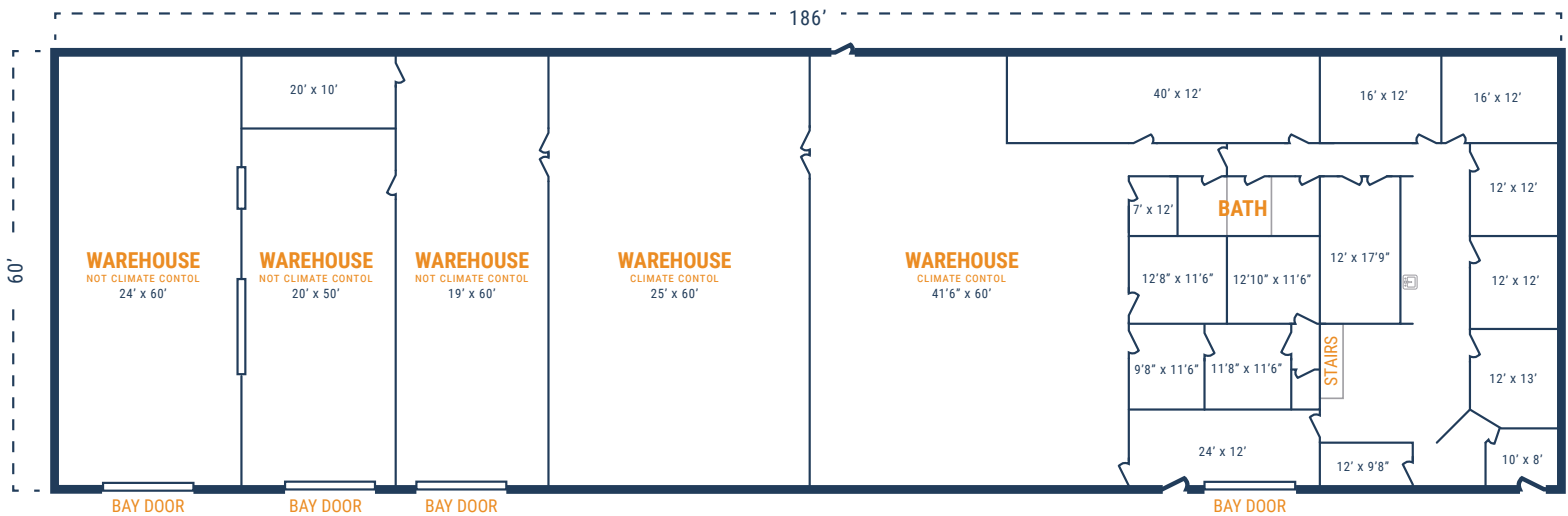 186’
60’
20’ x 10’
40’ x 12’
16’ x 12’
16’ x 12’
12’ x 12’
7’ x 12’
BATH
WAREHOUSE
NOT CLIMATE CONTOL
24’ x 60’
WAREHOUSE
NOT CLIMATE CONTOL
20’ x 50’
WAREHOUSE
NOT CLIMATE CONTOL
19’ x 60’
WAREHOUSE
CLIMATE CONTOL
25’ x 60’
WAREHOUSE
CLIMATE CONTOL
41’6” x 60’
12’8” x 11’6”
12’10” x 11’6”
12’ x 17’9”
12’ x 12’
9’8” x 11’6”
11’8” x 11’6”
STAIRS
12’ x 13’
24’ x 12’
12’ x 9’8”
10’ x 8’
BAY DOOR
BAY DOOR
BAY DOOR
BAY DOOR